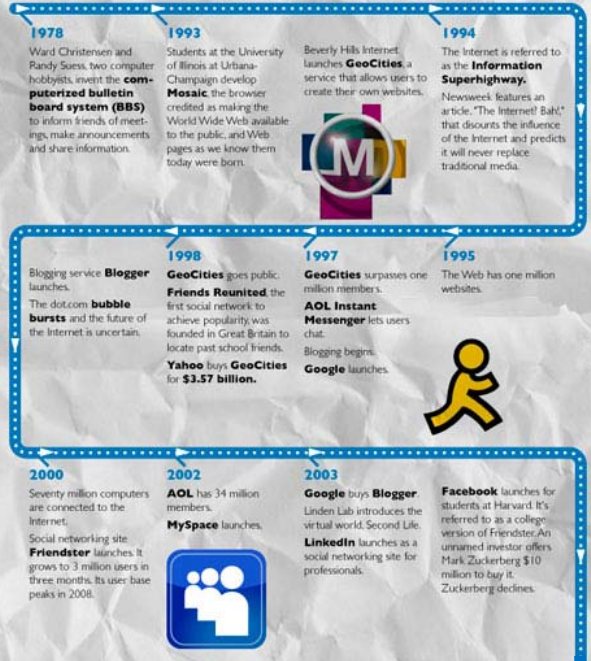 1978
Ward Christensen and
Randy Suess, two computer
hobbyists, invent the com-
puterized bulletin
board system (BBS)
to inform friends of meet-
ings, make announcements
and share information.
1993
Students at the University
of Illinois at Urbana-
Champaign develop
Mosaic, the browser
credited as making the
World Wide Web available
to the public, and Web
pages as we know them
today were born.
Beverly Hills Internet
launches GeoCities, a
service that allows users to
create their own websites.
M
1994
The Internet is referred to
as the Information
Superhighway.
Newsweek features an
article, "The Internet? Bah!,"
that disounts the influence
of the Internet and predicts
it will never replace
traditional media.
Blogging service Blogger
launches.
The dot.com bubble
bursts and the future of
the Internet is uncertain.
1998
GeoCities goes public.
Friends Reunited, the
first social network to
achieve popularity, was
founded in Great Britain to
locate past school friends.
Yahoo buys GeoCities
for $3.57 billion.
1997
GeoCities surpasses one
million members.
AOL Instant
Messenger lets users
chat.
Blogging begins.
Google launches.
1995
The Web has one million
websites.
2000
Seventy million computers
are connected to the
Internet.
Social networking site
Friendster launches. It
grows to 3 million users in
three months. Its user base
peaks in 2008.
2002
AOL has 34 million
members.
MySpace launches.
2003
Google buys Blogger.
Linden Lab introduces the
virtual world, Second Life.
LinkedIn launches as a
social networking site for
professionals.
Facebook launches for
students at Harvard. It's
referred to as a college
version of Friendster. An
unnamed investor offers
Mark Zuckerberg $10
million to buy it.
Zuckerberg declines.